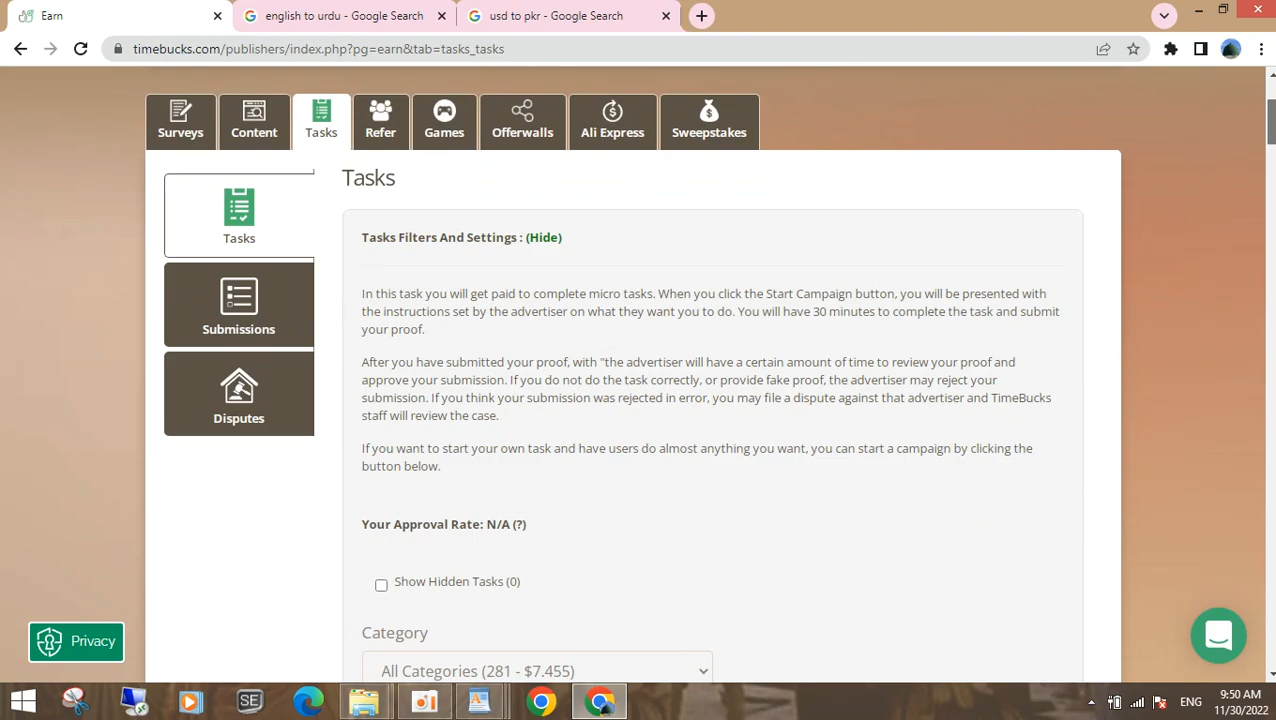 Earn
english to urdu - Google Search
usd to pkr - Google Search
timebucks.com/publishers/index.php?pg=earn&tab=tasks_tasks
Surveys
Content
Tasks
Refer
Games
Offerwalls
Ali Express
Sweepstakes
Tasks
Submissions
Disputes
Tasks
Tasks Filters And Settings : (Hide)
In this task you will get paid to complete micro tasks. When you click the Start Campaign button, you will be presented with
the instructions set by the advertiser on what they want you to do. You will have 30 minutes to complete the task and submit
your proof.
After you have submitted your proof, with "the advertiser will have a certain amount of time to review your proof and
approve your submission. If you do not do the task correctly, or provide fake proof, the advertiser may reject your
submission. If you think your submission was rejected in error, you may file a dispute against that advertiser and TimeBucks
staff will review the case.
If you want to start your own task and have users do almost anything you want, you can start a campaign by clicking the
button below.
Your Approval Rate: N/A (?)
Show Hidden Tasks (0)
Category
All Categories (281 - $7.455)
Privacy
SE
ENG
9:50 AM
11/30/2022